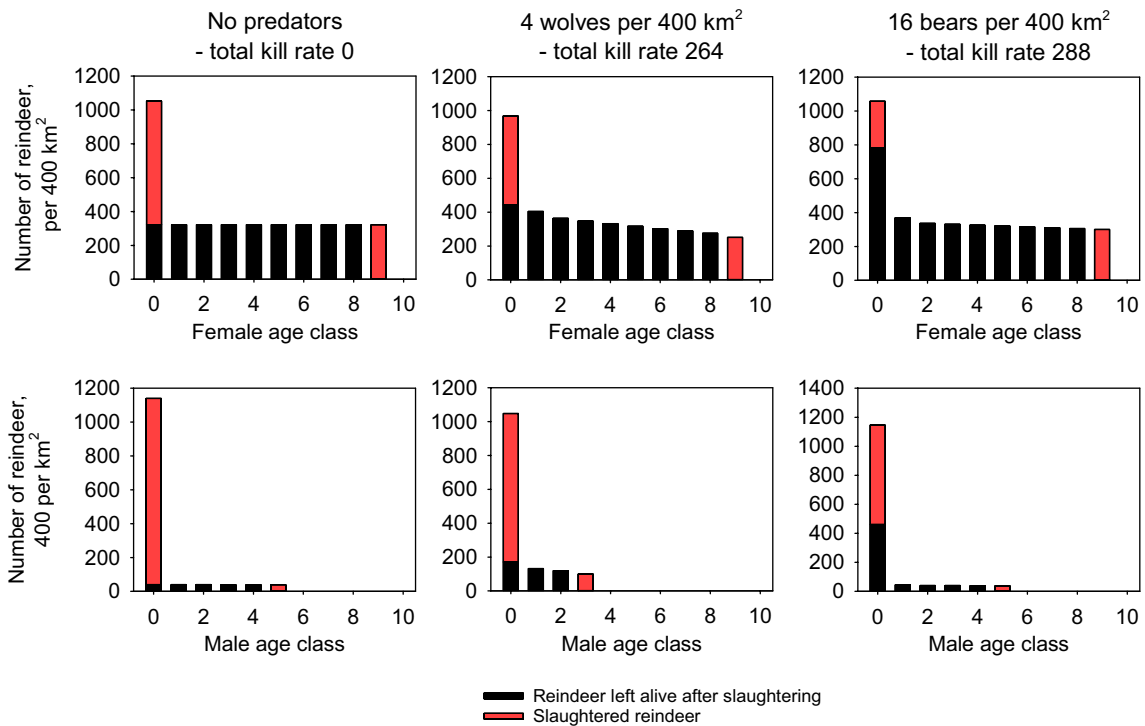 No predators
- total kill rate 0
4 wolves per 400 km²
- total kill rate 264
16 bears per 400 km²
- total kill rate 288
Number of reindeer,
per 400 km²
1200
1000
800
600
400
200
0
0 2 4 6 8 10
Female age class
1200
1000
800
600
400
200
0
0 2 4 6 8 10
Female age class
1200
1000
800
600
400
200
0
0 2 4 6 8 10
Female age class
Number of reindeer,
400 per km²
1200
1000
800
600
400
200
0
0 2 4 6 8 10
Male age class
1200
1000
800
600
400
200
0
0 2 4 6 8 10
Male age class
1400
1200
1000
800
600
400
200
0
0 2 4 6 8 10
Male age class
Reindeer left alive after slaughtering
Slaughtered reindeer